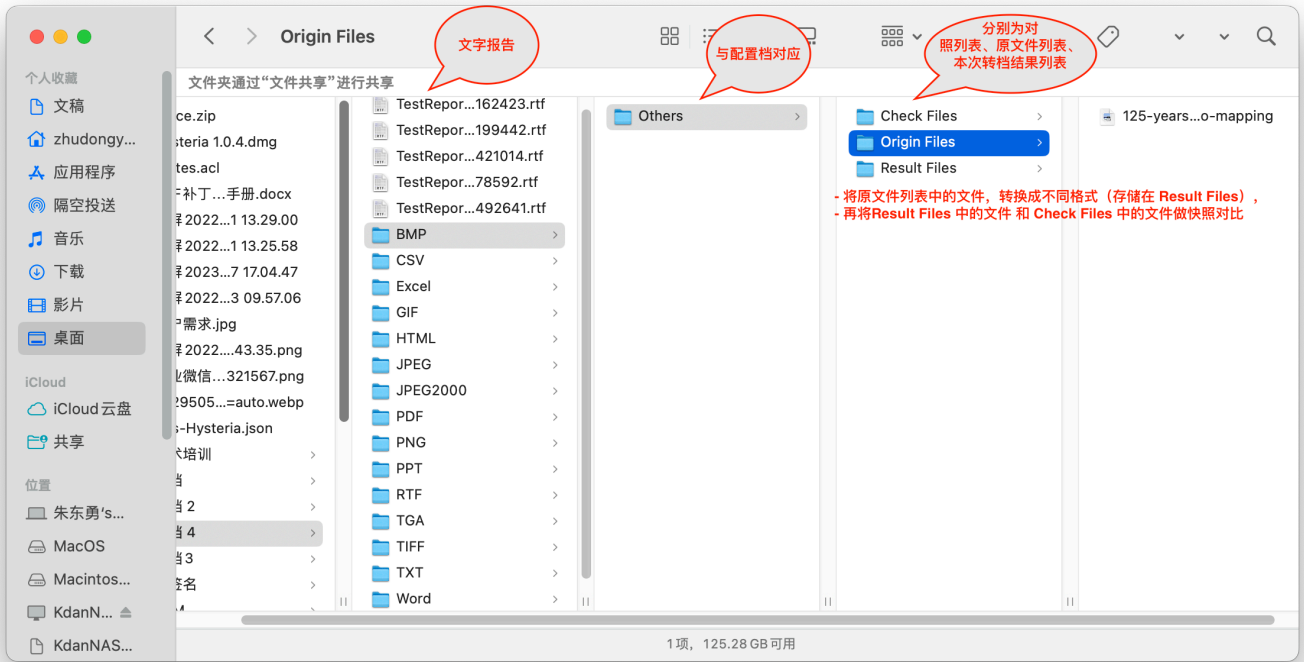 Origin Files
文字报告
与配置档对应
分别为对
照列表、原文件列表、
本次转档结果列表
文件夹通过“文件共享”进行共享
个人收藏
文稿
zhudongy...
应用程序
隔空投送
音乐
下载
影片
桌面
iCloud
iCloud云盘
共享
位置
朱东勇's...
MacOS
Macintos...
KdanN...
KdanNAS...
ce.zip
steria 1.0.4.dmg
tes.acl
补丁...手册.docx
2022...1 13.29.00
2022...1 13.25.58
2023...7 17.04.47
2022...3 09.57.06
需求.jpg
2022....43.35.png
微信...321567.png
29505...=auto.webp
s-Hysteria.json
术培训
档
档 2
档 4
档3
签名
TestRepor...162423.rtf
TestRepor...199442.rtf
TestRepor...421014.rtf
TestRepor...78592.rtf
TestRepor...492641.rtf
BMP
CSV
Excel
GIF
HTML
JPEG
JPEG2000
PDF
PNG
PPT
RTF
TGA
TIFF
TXT
Word
Others
Check Files
Origin Files
Result Files
- 将原文件列表中的文件，转换成不同格式（存储在 Result Files），
- 再将Result Files 中的文件 和 Check Files 中的文件做快照对比
125-years...o-mapping
1项，125.28 GB可用